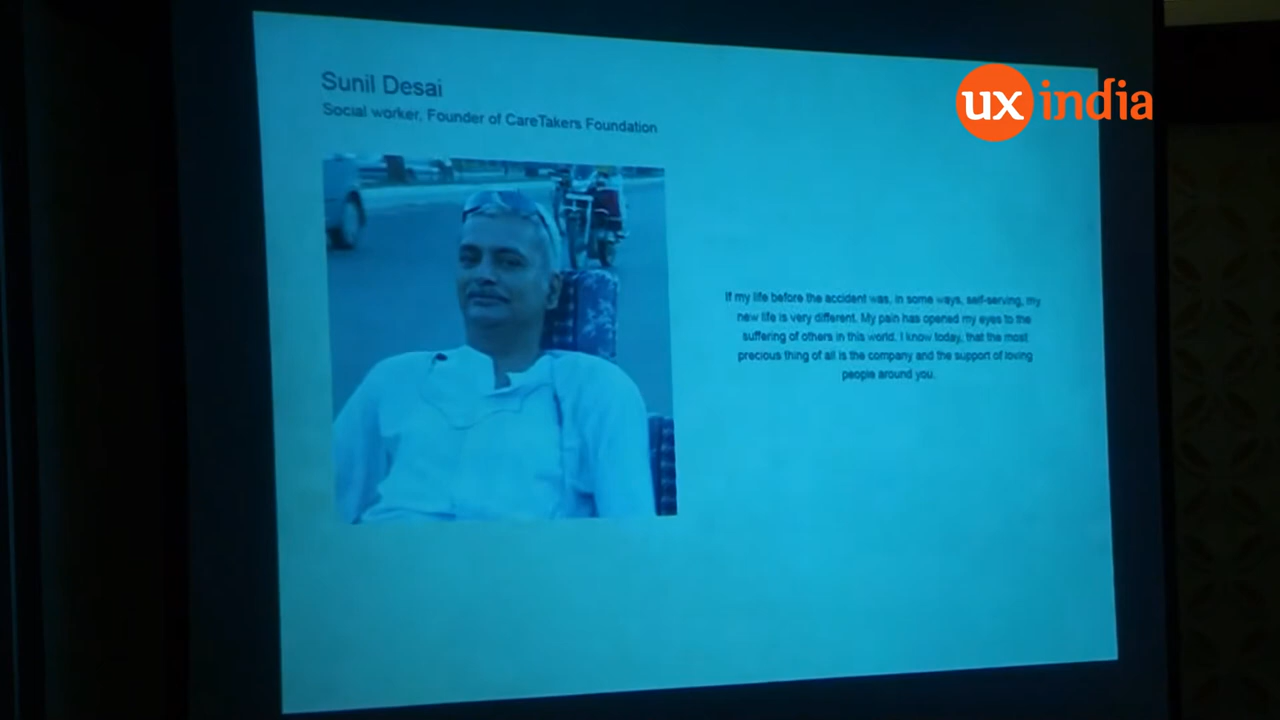 Sunil Desai
Social worker, Founder of CareTakers Foundation
ux india
If my life before the accident was, in some ways, self-serving, my
new life is very different. My pain has opened my eyes to the
suffering of others in this world. I know today, that the most
precious thing of all is the company and the support of loving
people around you.